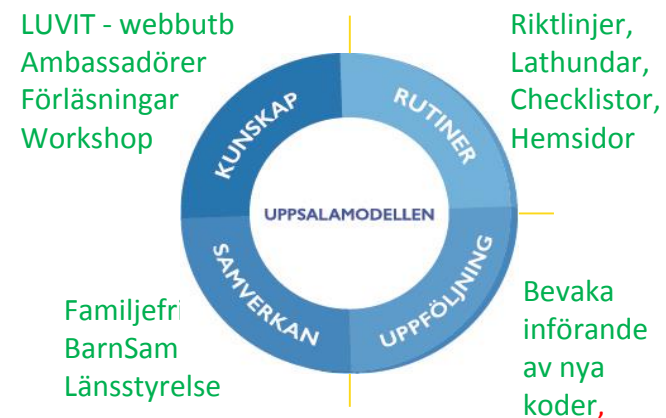 LUVIT - webbutb
Ambassadörer
Förläsningar
Workshop
Riktlinjer,
Lathundar,
Checklistor,
Hemsidor
KUNSKAP
RUTINER
UPPSALAMODELLEN
SAMVERKAN
UPPFÖLJNING
Familjefri
BarnSam
Länsstyrelse
Bevaka
införande
av nya
koder,